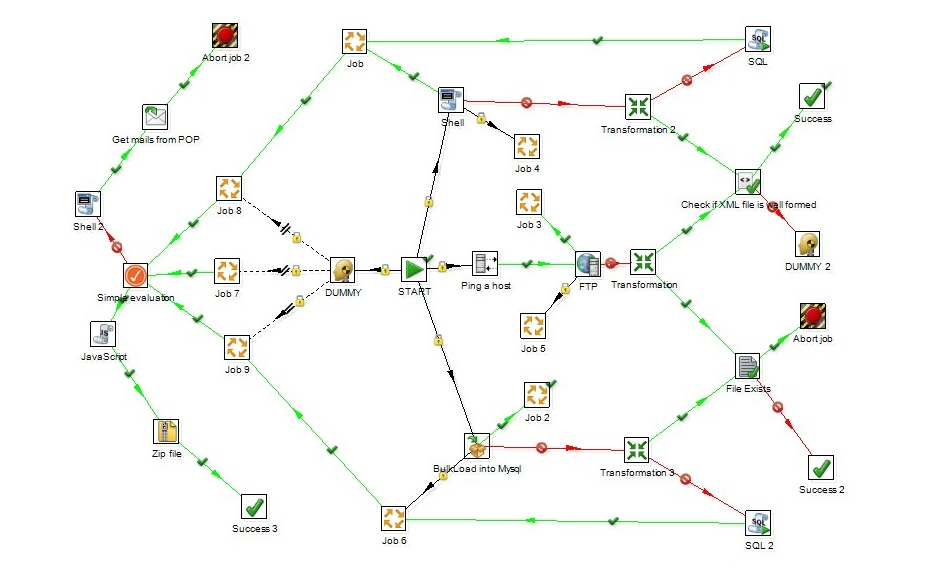 Abort job 2
Job
SQL
Shell
Success
Transformation 2
Get mails from POP
Job 4
Check if XML file is well formed
Shell 2
Job 8
Job 3
DUMMY 2
Simple evaluation
Job 7
DUMMY
START
Ping a host
FTP
Transformation
JavaScript
Job 9
Job 5
Abort job
File Exists
Job 2
Zip file
BulkLoad into Mysql
Transformation 3
Success 2
Success 3
Job 6
SQL 2
SQL
SQL
JS